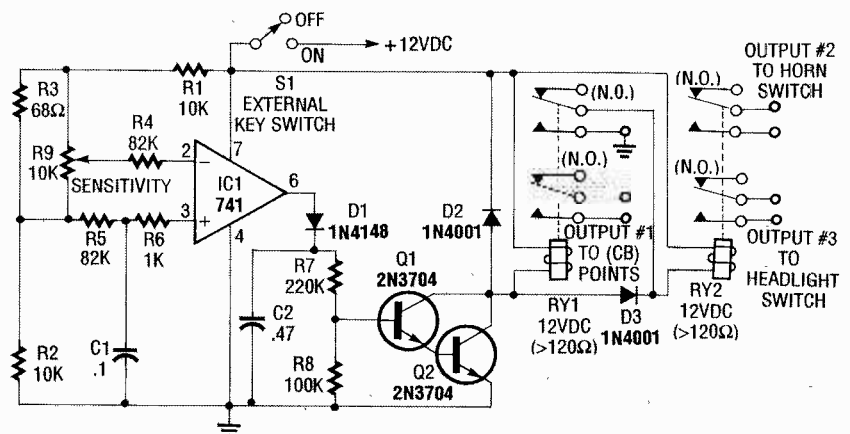 OFF
ON
+12VDC
S1
EXTERNAL
KEY SWITCH
R3
68Ω
R1
10K
R4
82K
R9
10K
SENSITIVITY
2
−
7
IC1
741
6
3
+
4
R5
82K
R6
1K
D1
1N4148
R7
220K
C2
.47
R8
100K
R2
10K
C1
.1
Q1
2N3704
Q2
2N3704
D2
1N4001
(N.O.)
(N.O.)
OUTPUT #1
TO (CB)
POINTS
RY1
12VDC
(>120Ω)
D3
1N4001
OUTPUT #2
TO HORN
SWITCH
(N.O.)
(N.O.)
OUTPUT #3
TO
HEADLIGHT
SWITCH
RY2
12VDC
(>120Ω)